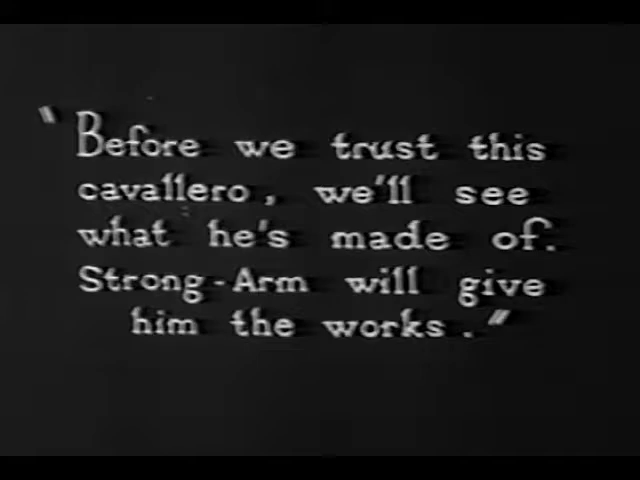 "Before we trust this
cavallero, we'll see
what he's made of.
Strong-Arm will give
him the works."